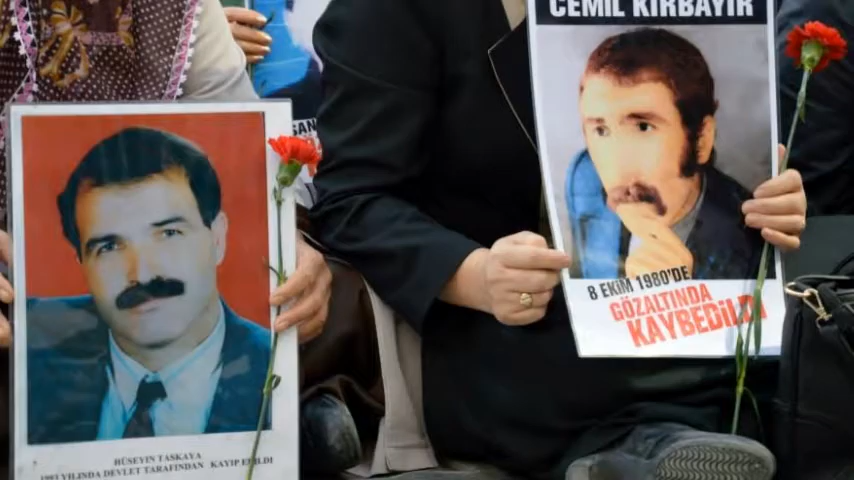 CEMİL KIRBAYIR
8 EKİM 1980'DE
GÖZALTINDA
KAYBEDİLDİ
HÜSEYİN TASKAYA
YILINDA DEVLET TARAFINDAN KAYIP EDİLDİ